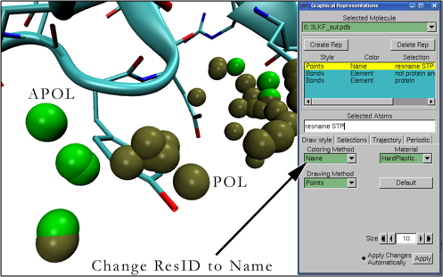 APOL
POL
Change ResID to Name
Graphical Representations
Selected Molecule
0: 3LKF_out.pdb
Create Rep Delete Rep
Style Color Selection
Points Name resname STP
Bonds Element not protein an
Bonds Element protein
Selected Atoms
resname STP
Draw style Selections Trajectory Periodic
Coloring Method Material
Name HardPlastic
Drawing Method
Points Default
Size 10
Apply Changes
Automatically Apply